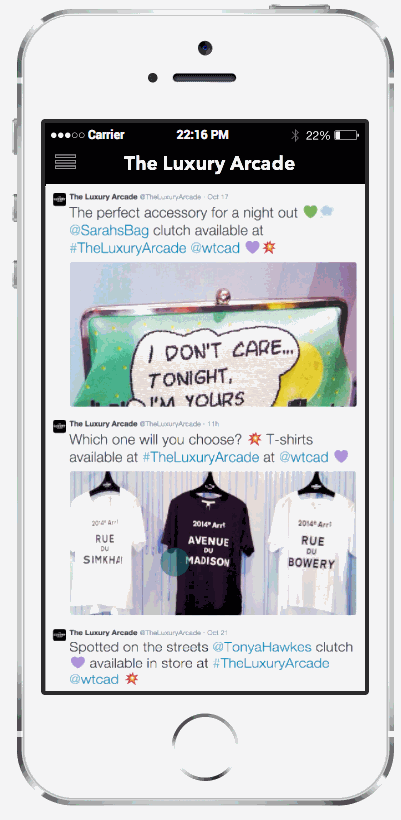 Carrier 22:16 PM 22%
The Luxury Arcade
The Luxury Arcade @TheLuxuryArcade · Oct 17
The perfect accessory for a night out 💚
@SarahsBag clutch available at
#TheLuxuryArcade @wtcad 💜 💥
I DON'T CARE...
TONIGHT,
I'M YOURS
The Luxury Arcade @TheLuxuryArcade · 11h
Which one will you choose? 💥 T-shirts
available at #TheLuxuryArcade at @wtcad 💜
2014e Arrt
RUE
DU
SIMKHAI
2014e Arrt
AVENUE
DU
MADISON
2014e Arrt
RUE
DU
BOWERY
The Luxury Arcade @TheLuxuryArcade · Oct 21
Spotted on the streets @TonyaHawkes clutch
💜 available in store at #TheLuxuryArcade
@wtcad 💥